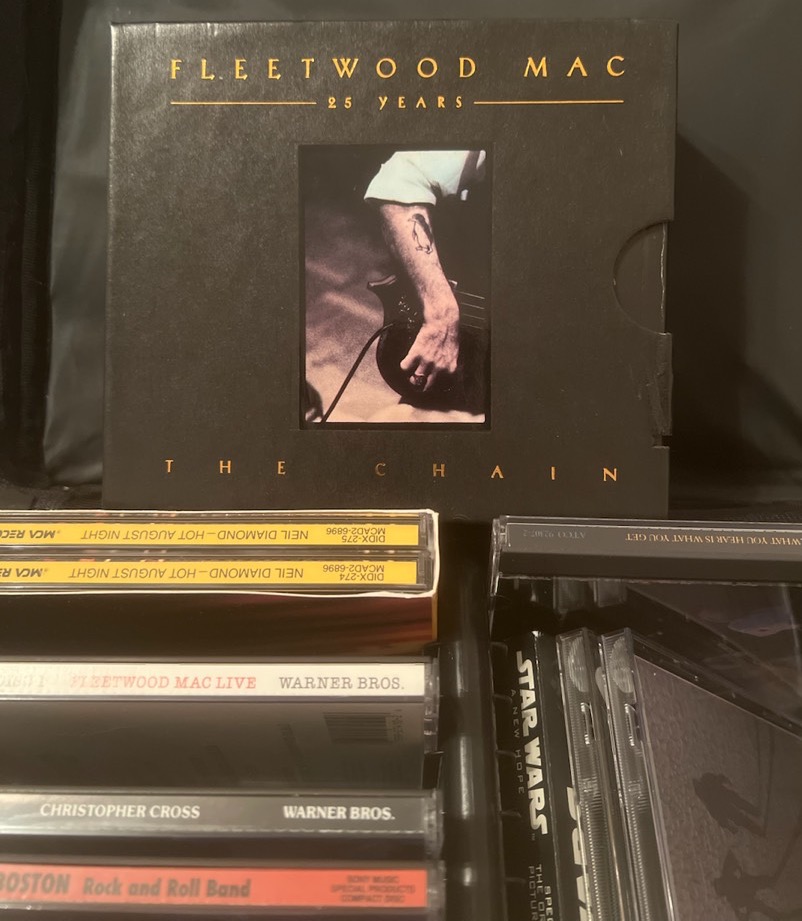 FLEETWOOD MAC
25 YEARS
THE CHAIN
DIDX-275
MCAD2-6896
NEIL DIAMOND—HOT AUGUST NIGHT
DIDX-274
MCAD2-6896
NEIL DIAMOND—HOT AUGUST NIGHT
WHAT YOU HEAR IS WHAT YOU GET
FLEETWOOD MAC LIVE WARNER BROS.
CHRISTOPHER CROSS WARNER BROS.
BOSTON Rock and Roll Band
SONY MUSIC
SPECIAL PRODUCTS
COMPACT DISC
STAR WARS
A NEW HOPE